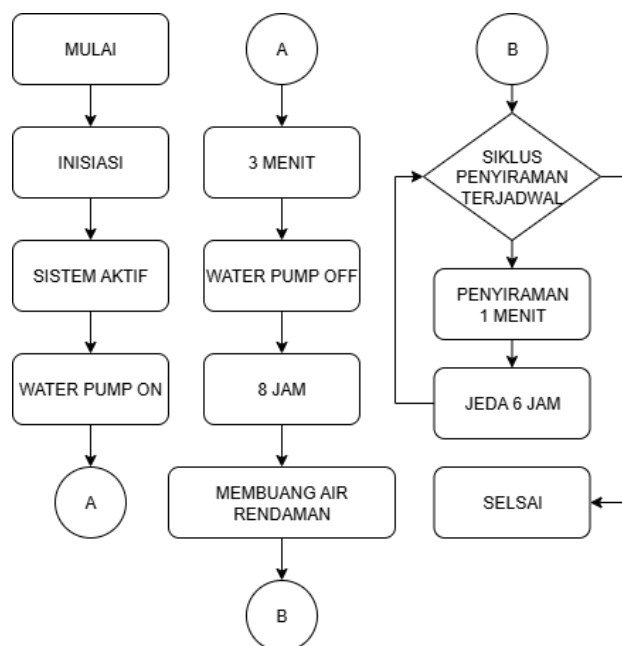 MULAI
INISIASI
SISTEM AKTIF
WATER PUMP ON
A
A
3 MENIT
WATER PUMP OFF
8 JAM
MEMBUANG AIR
RENDAMAN
B
B
SIKLUS
PENYIRAMAN
TERJADWAL
PENYIRAMAN
1 MENIT
JEDA 6 JAM
SELSAI